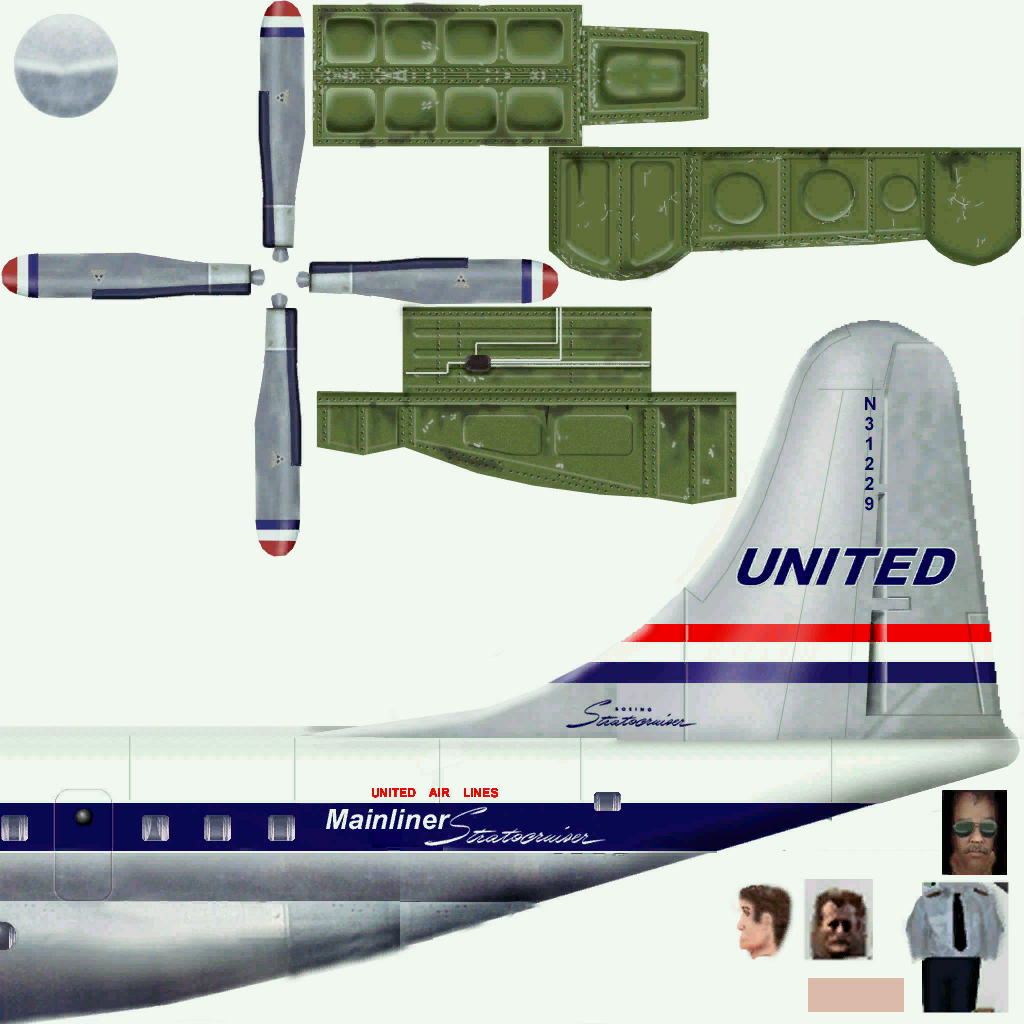 N
3
1
2
2
9
UNITED
BOEING
Stratocruiser
UNITED AIR LINES
Mainliner Stratocruiser